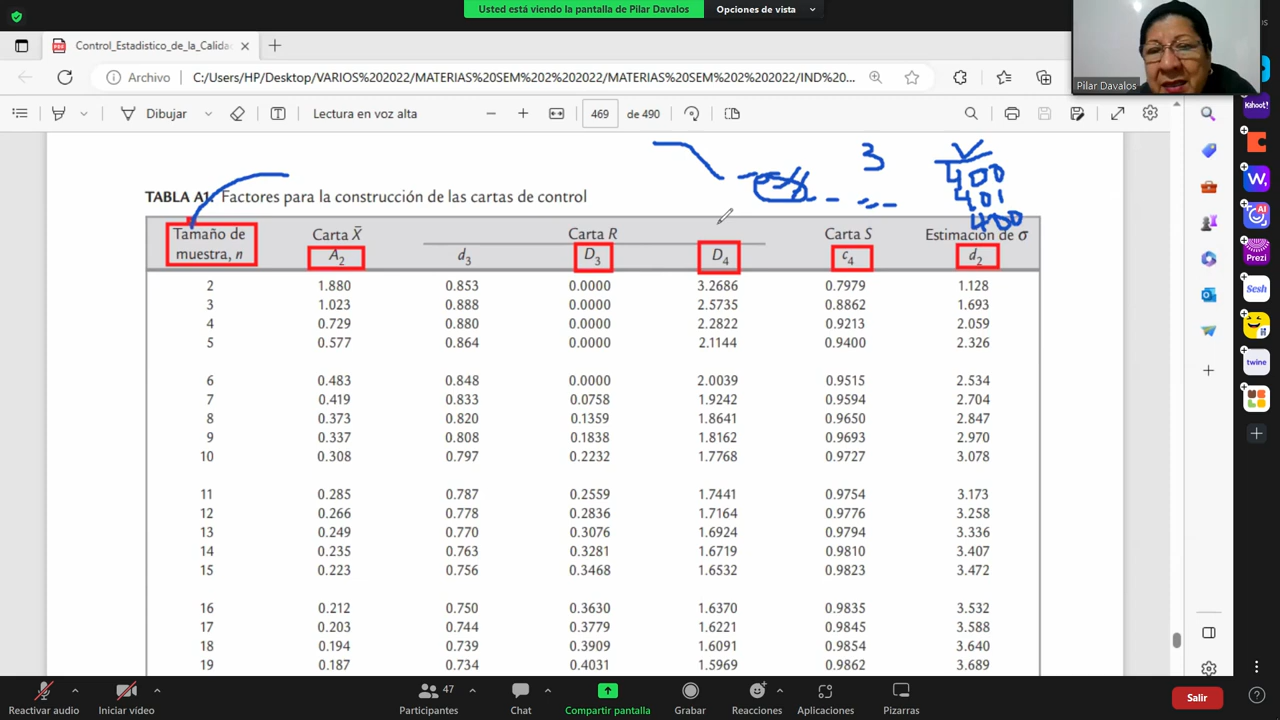 Usted está viendo la pantalla de Pilar Davalos
Opciones de vista
Control_Estadistico_de_la_Calida
Pilar Davalos
Archivo
C:/Users/HP/Desktop/VARIOS%202022/MATERIAS%20SEM%202%202022/MATERIAS%20SEM%202%202022/IND%20...
Dibujar
Lectura en voz alta
469 de 490
Kahoot!
3
V
400
401
400
TABLA A1 Factores para la construcción de las cartas de control
Tamaño de muestra, n
Carta X̄
Carta R
Carta S
Estimación de σ
A2 d3 D3 D4 c4 d2
2 1.880 0.853 0.0000 3.2686 0.7979 1.128
3 1.023 0.888 0.0000 2.5735 0.8862 1.693
4 0.729 0.880 0.0000 2.2822 0.9213 2.059
5 0.577 0.864 0.0000 2.1144 0.9400 2.326
6 0.483 0.848 0.0000 2.0039 0.9515 2.534
7 0.419 0.833 0.0758 1.9242 0.9594 2.704
8 0.373 0.820 0.1359 1.8641 0.9650 2.847
9 0.337 0.808 0.1838 1.8162 0.9693 2.970
10 0.308 0.797 0.2232 1.7768 0.9727 3.078
11 0.285 0.787 0.2559 1.7441 0.9754 3.173
12 0.266 0.778 0.2836 1.7164 0.9776 3.258
13 0.249 0.770 0.3076 1.6924 0.9794 3.336
14 0.235 0.763 0.3281 1.6719 0.9810 3.407
15 0.223 0.756 0.3468 1.6532 0.9823 3.472
16 0.212 0.750 0.3630 1.6370 0.9835 3.532
17 0.203 0.744 0.3779 1.6221 0.9845 3.588
18 0.194 0.739 0.3909 1.6091 0.9854 3.640
19 0.187 0.734 0.4031 1.5969 0.9862 3.689
W
AI
Prezi
Sesh
twine
Reactivar audio
Iniciar video
47
Participantes
Chat
Compartir pantalla
Grabar
Reacciones
Aplicaciones
Pizarras
Salir